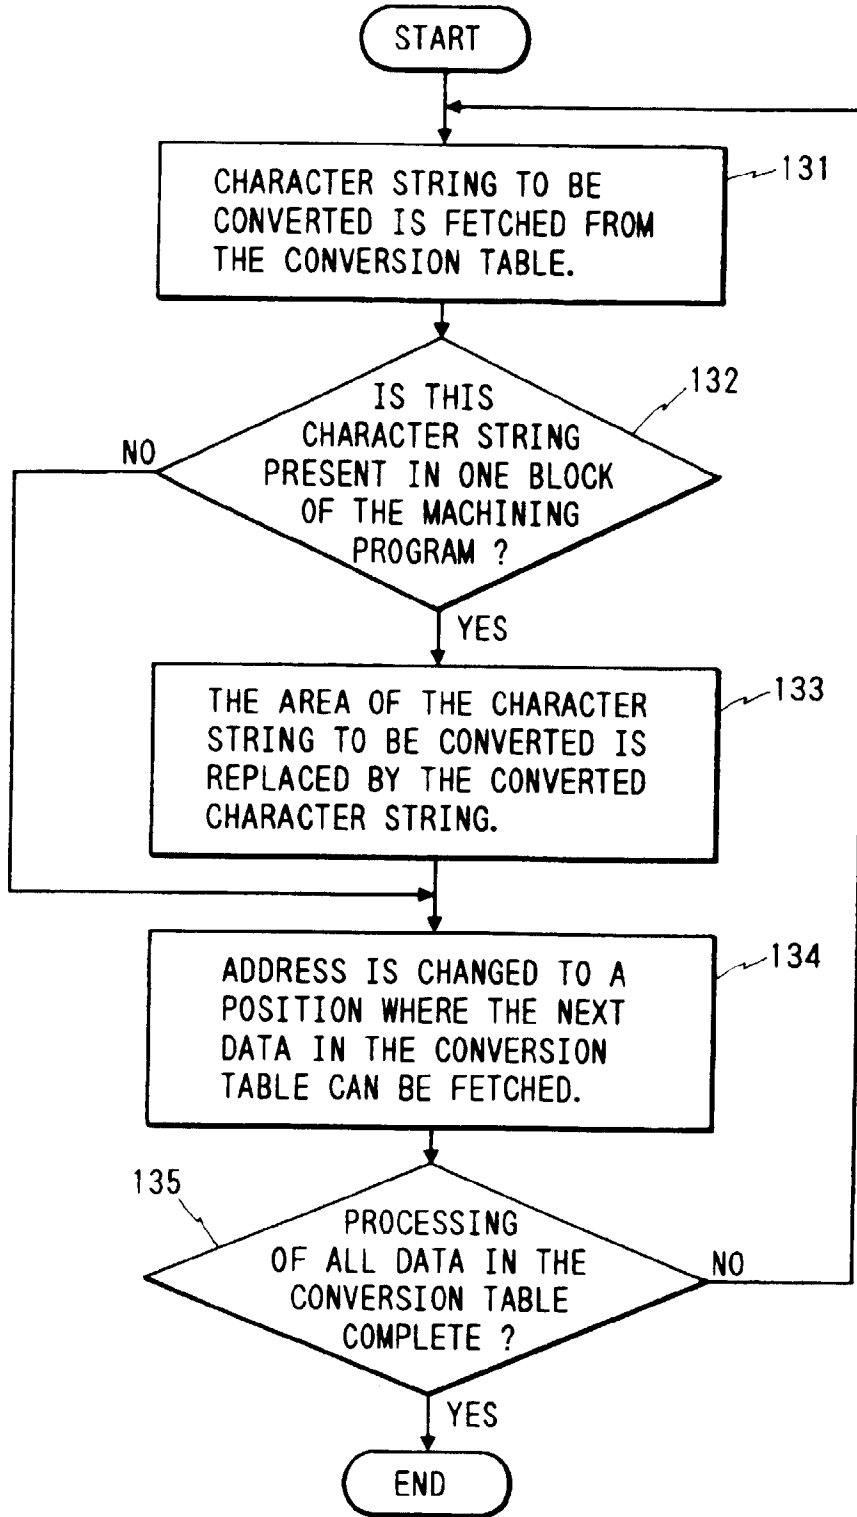 START
131
CHARACTER STRING TO BE
CONVERTED IS FETCHED FROM
THE CONVERSION TABLE.
132
IS THIS
CHARACTER STRING
PRESENT IN ONE BLOCK
OF THE MACHINING
PROGRAM ?
NO
YES
133
THE AREA OF THE CHARACTER
STRING TO BE CONVERTED IS
REPLACED BY THE CONVERTED
CHARACTER STRING.
134
ADDRESS IS CHANGED TO A
POSITION WHERE THE NEXT
DATA IN THE CONVERSION
TABLE CAN BE FETCHED.
135
PROCESSING
OF ALL DATA IN THE
CONVERSION TABLE
COMPLETE ?
NO
YES
END